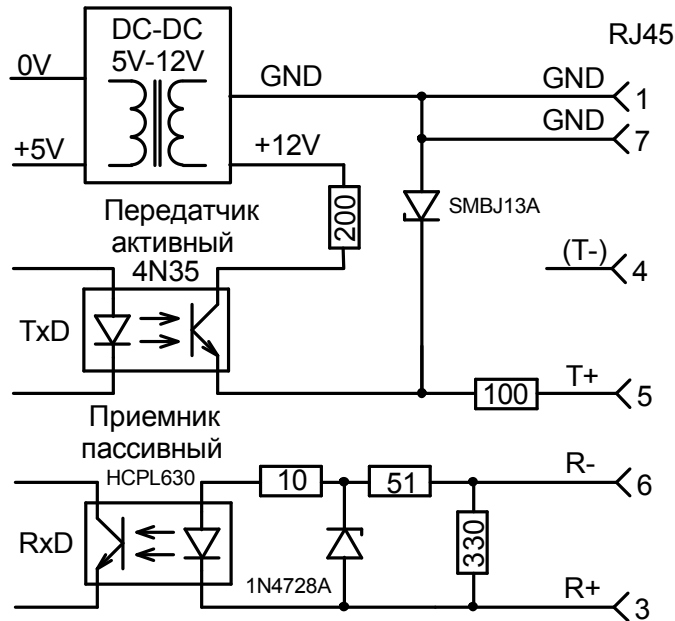 DC-DC
5V-12V
RJ45
0V
GND
GND
1
GND
7
+5V
+12V
200
SMBJ13A
Передатчик
активный
4N35
(T-)
4
TxD
100
T+
5
Приемник
пассивный
HCPL630
10
51
R-
6
RxD
330
1N4728A
R+
3